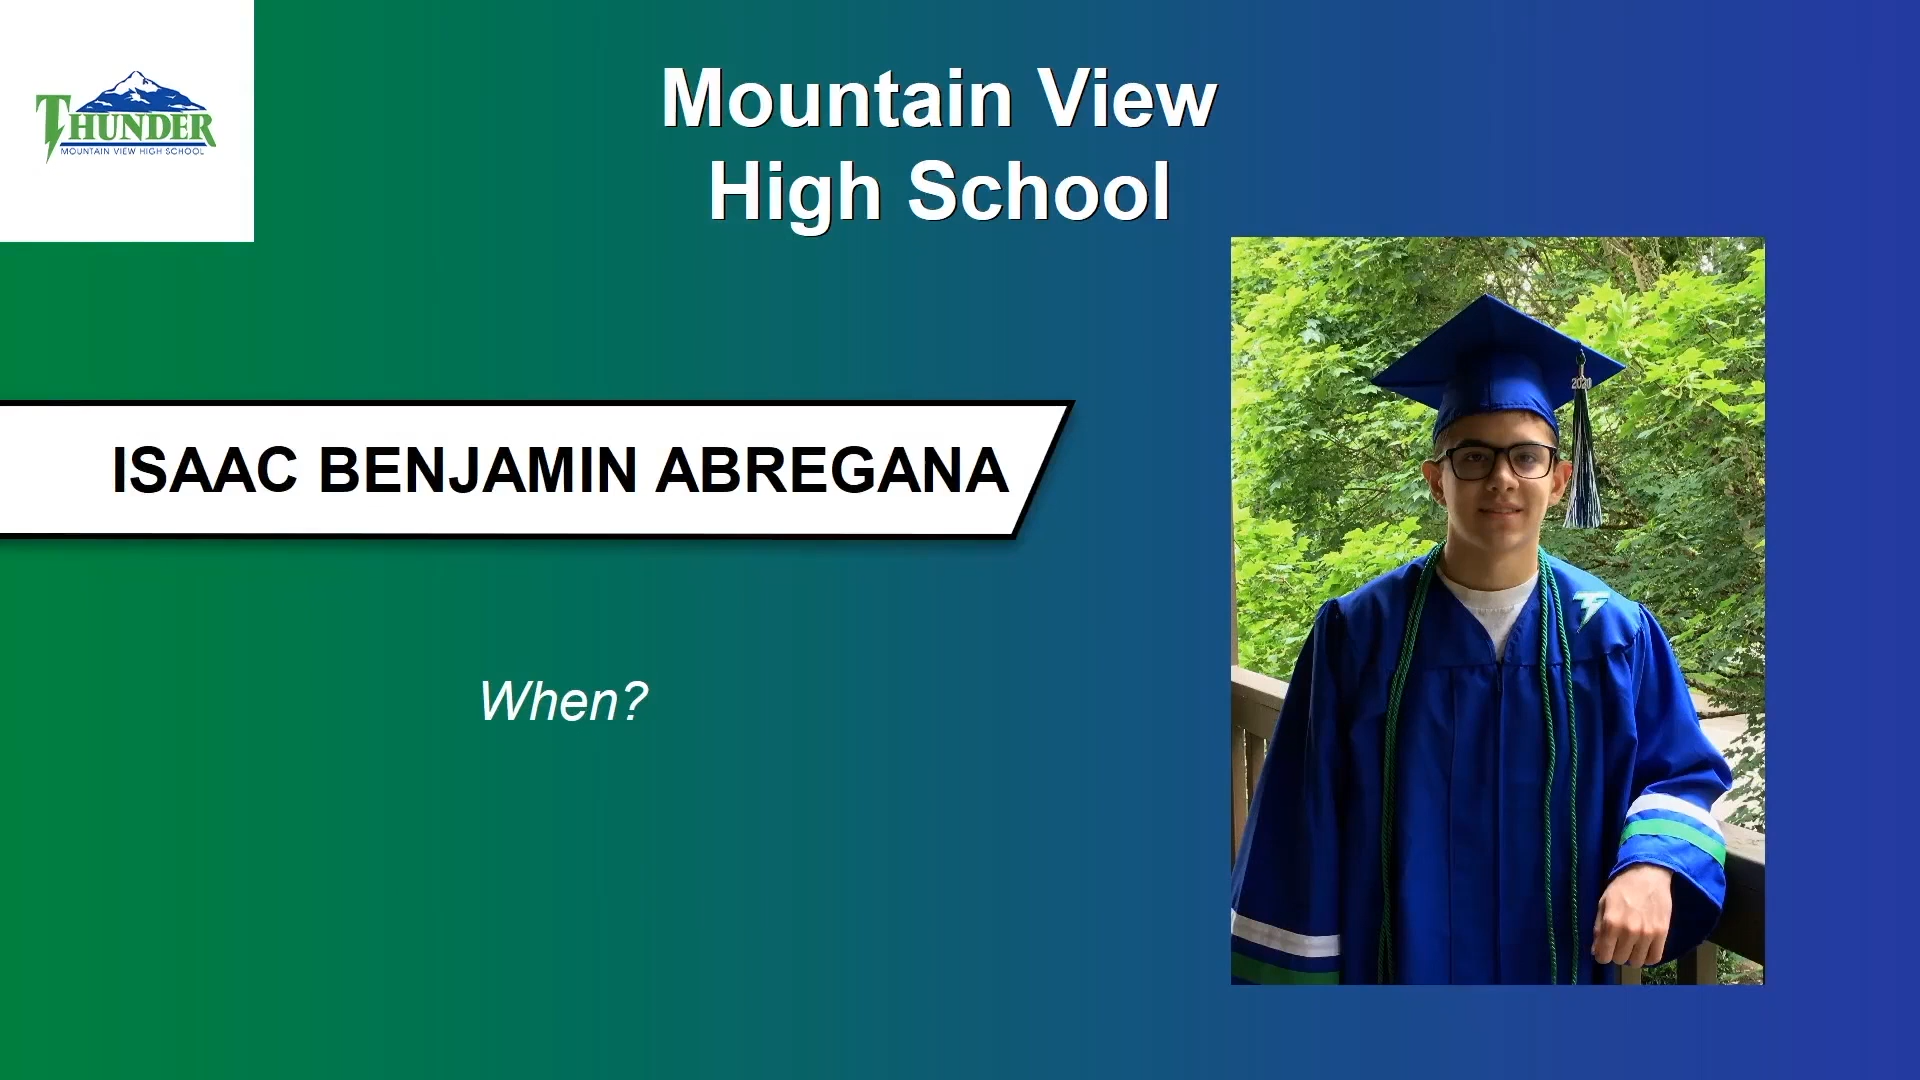 THUNDER
MOUNTAIN VIEW HIGH SCHOOL
Mountain View
High School
ISAAC BENJAMIN ABREGANA
When?
2020